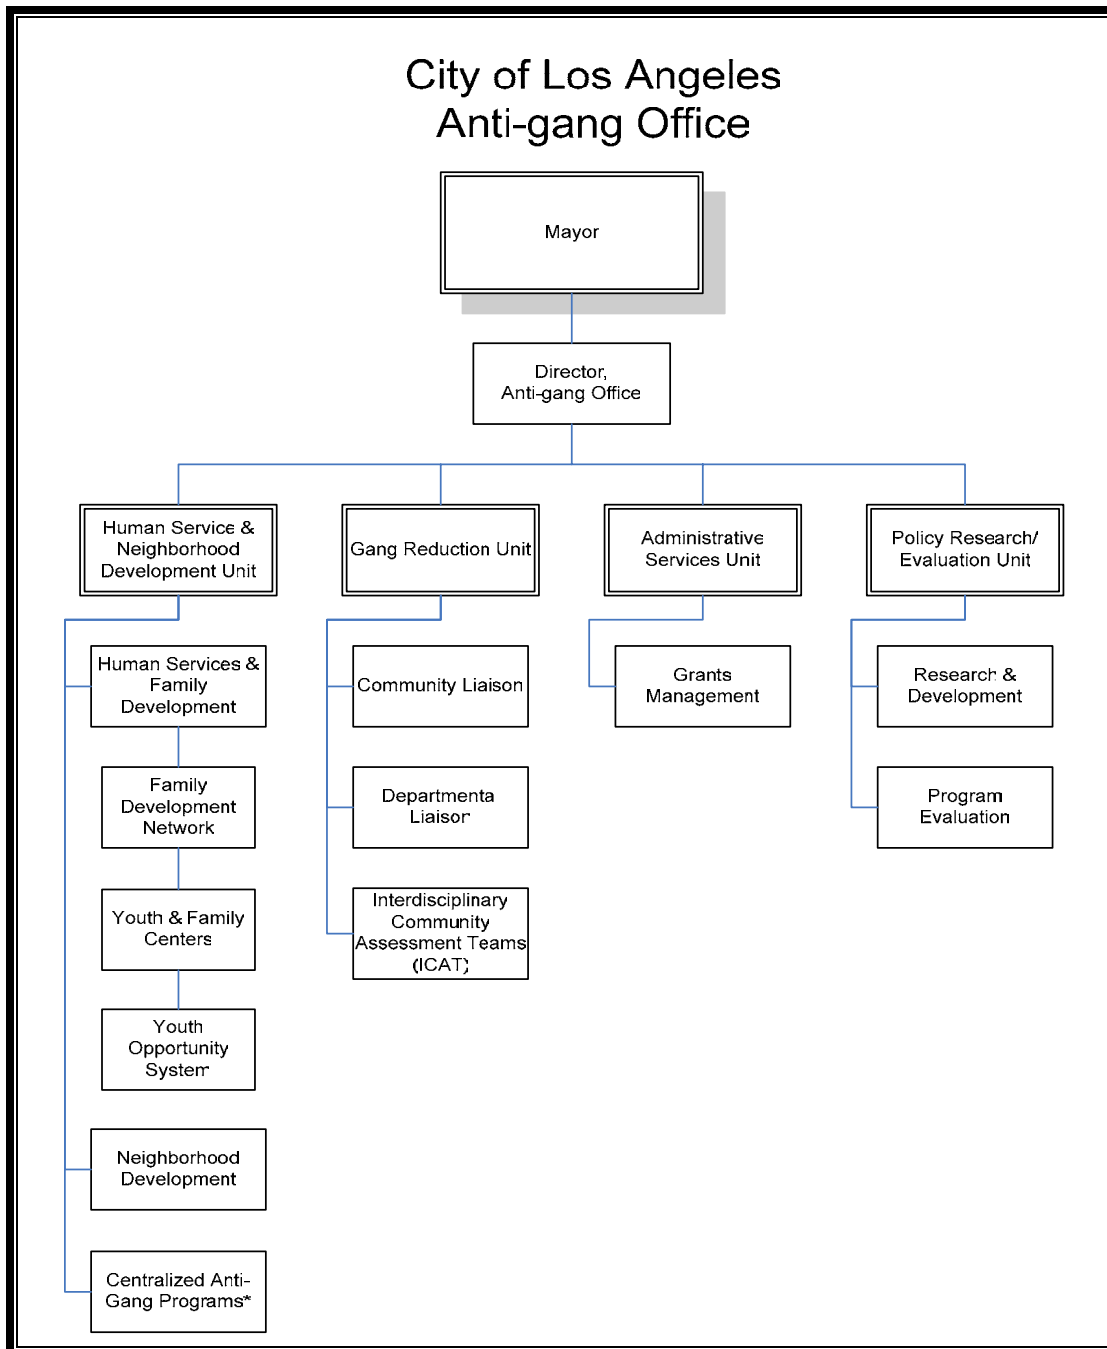 City of Los Angeles
Anti-gang Office
Mayor
Director,
Anti-gang Office
Human Service &
Neighborhood
Development Unit
Gang Reduction Unit
Administrative
Services Unit
Policy Research/
Evaluation Unit
Human Services &
Family
Development
Community Liaison
Grants
Management
Research &
Development
Family
Development
Network
Departmenta
Liaison
Program
Evaluation
Youth & Family
Centers
Interdisciplinary
Community
Assessment Teams
(ICAT)
Youth
Opportunity
System
Neighborhood
Development
Centralized Anti-
Gang Programs*